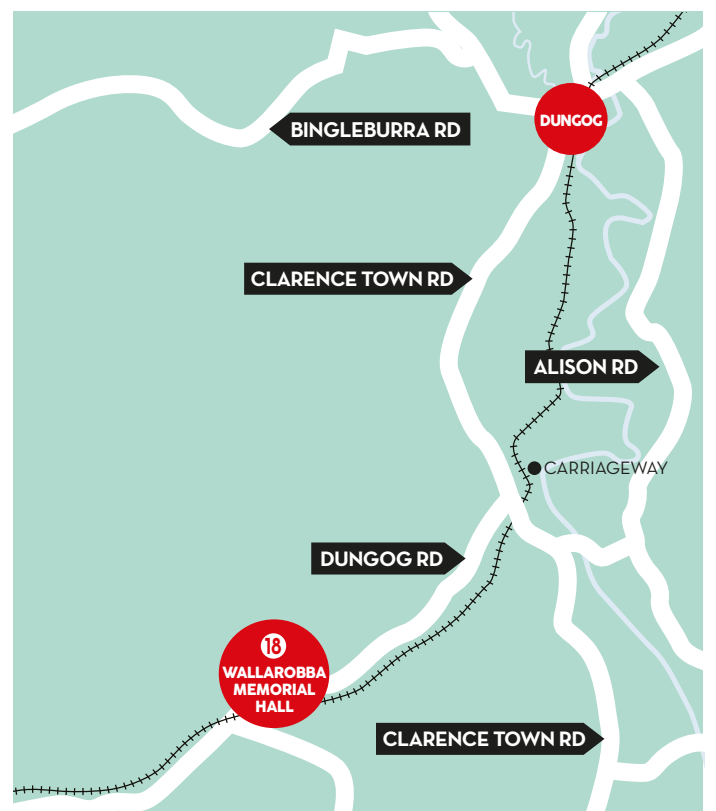 DUNGOG
BINGLEBURRA RD
CLARENCE TOWN RD
ALISON RD
CARRIAGEWAY
DUNGOG RD
18
WALLAROBBA
MEMORIAL
HALL
CLARENCE TOWN RD